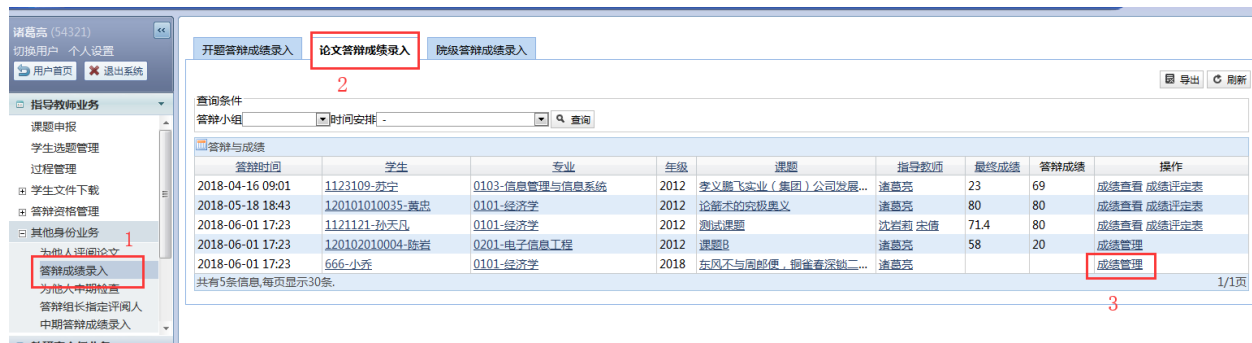 诸葛亮 (54321)
切换用户 个人设置
用户首页 退出系统
指导教师业务
课题申报
学生选题管理
过程管理
学生文件下载
答辩资格管理
其他身份业务
1
为他人评阅论文
答辩成绩录入
为他人中期检查
答辩组长指定评阅人
中期答辩成绩录入
开题答辩成绩录入 论文答辩成绩录入 院级答辩成绩录入
2
导出 刷新
查询条件
答辩小组 时间安排 - 查询
答辩与成绩
答辩时间 学生 专业 年级 课题 指导教师 最终成绩 答辩成绩 操作
2018-04-16 09:01 1123109-苏宁 0103-信息管理与信息系统 2012 孝义鹏飞实业（集团）公司发展... 诸葛亮 23 69 成绩查看 成绩评定表
2018-05-18 18:43 120101010035-黄忠 0101-经济学 2012 论箭术的究极奥义 诸葛亮 80 80 成绩查看 成绩评定表
2018-06-01 17:23 1121121-孙天凡 0103-信息管理与信息系统 2012 测试课题 沈岩莉 宋倩 71.4 80 成绩查看 成绩评定表
2018-06-01 17:23 120102010004-陈岩 0201-电子信息工程 2012 课题B 诸葛亮 58 20 成绩管理
2018-06-01 17:23 666-小乔 0101-经济学 2018 东风不与周郎便，铜雀春深锁二... 诸葛亮 成绩管理
共有5条信息,每页显示30条. 1/1页
3